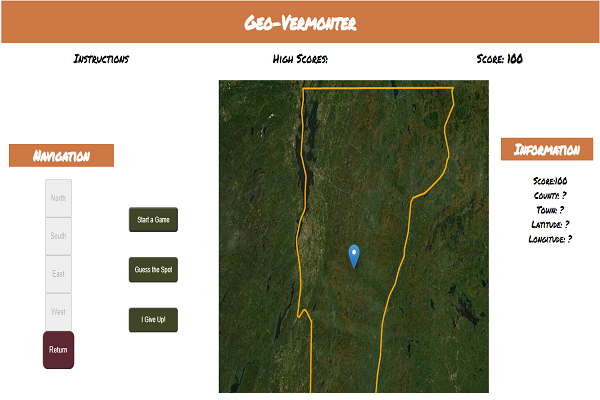 Geo-Vermonter
Instructions
High Scores:
Score: 100
Navigation
North
South
East
West
Return
Start a Game
Guess the Spot
I Give Up!
Information
Score:100
County: ?
Town: ?
Latitude: ?
Longitude: ?